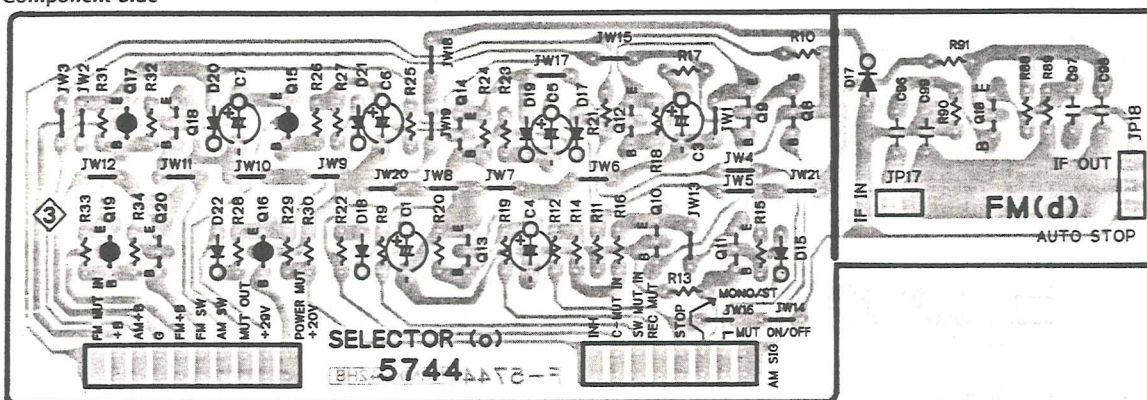 Component Side
JW3 JW2 R31 Q17 R32 Q18 D20 C7 Q15 R26 R27 D21 C6 R25 JW18 JW19 Q14 R24 R23 D19 JW17 C5 D17 JW15 R21 Q12 R17 R18 C3 JW1 Q9 R10 Q8
JW12 JW11 JW10 JW9 JW20 JW8 JW7 JW6 JW4 JW5 JW21
3 R33 Q19 R34 Q20 D22 R28 Q16 R29 R30 R22 D18 R9 C1 R20 Q13 R19 C4 R12 R14 R11 R16 Q10 JW13 R13 Q11 R15 D15
FM MUT IN
+B
AM+B
G
FM+B
FM SW
AM SW
MUT OUT
+29V
POWER MUT
+20V
INH
C-MUT IN
SW MUT IN
REC MUT
STOP
MONO/ST
JW16 JW14
MUT ON/OFF
AM SIG
SELECTOR (o)
5744
D17 R91
R90 Q18 R88 R89 C97 C98
JP17 JP18
IF IN
IF OUT
FM(d)
AUTO STOP